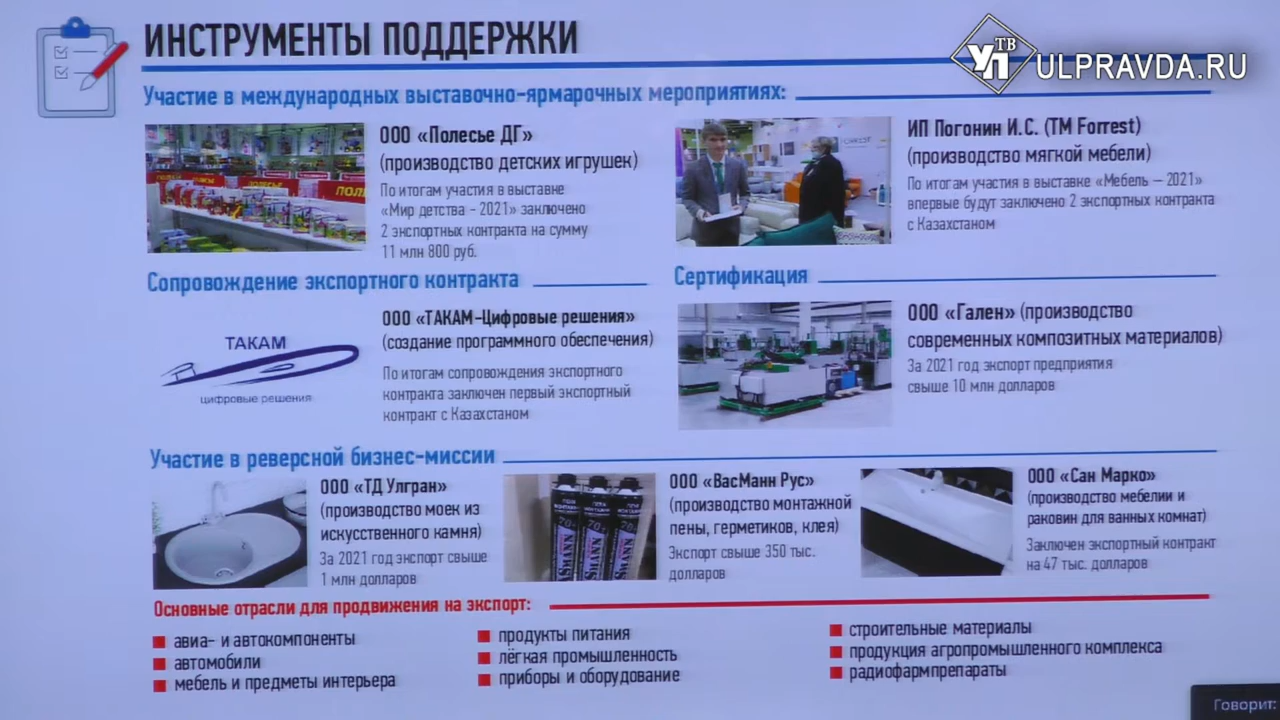 ИНСТРУМЕНТЫ ПОДДЕРЖКИ
УП ТВ
ULPRAVDA.RU
Участие в международных выставочно-ярмарочных мероприятиях:
ПОЛЕСЬЕ
ООО «Полесье ДГ»
(производство детских игрушек)
По итогам участия в выставке
«Мир детства - 2021» заключено
2 экспортных контракта на сумму
11 млн 800 руб.
ИП Погонин И.С. (ТМ Forrest)
(производство мягкой мебели)
По итогам участия в выставке «Мебель – 2021»
впервые будут заключено 2 экспортных контракта
с Казахстаном
Сопровождение экспортного контракта
ТАКАМ
цифровые решения
ООО «ТАКАМ-Цифровые решения»
(создание программного обеспечения)
По итогам сопровождения экспортного
контракта заключен первый экспортный
контракт с Казахстаном
Сертификация
ООО «Гален» (производство
современных композитных материалов)
За 2021 год экспорт предприятия
свыше 10 млн долларов
Участие в реверсной бизнес-миссии
ООО «ТД Улгран»
(производство моек из
искусственного камня)
За 2021 год экспорт свыше
1 млн долларов
ООО «ВасМанн Рус»
(производство монтажной
пены, герметиков, клея)
Экспорт свыше 350 тыс.
долларов
ООО «Сан Марко»
(производство мебелии и
раковин для ванных комнат)
Заключен экспортный контракт
на 47 тыс. долларов
Основные отрасли для продвижения на экспорт:
авиа- и автокомпоненты
автомобили
мебель и предметы интерьера
продукты питания
лёгкая промышленность
приборы и оборудование
строительные материалы
продукция агропромышленного комплекса
радиофармпрепараты
Говорит: